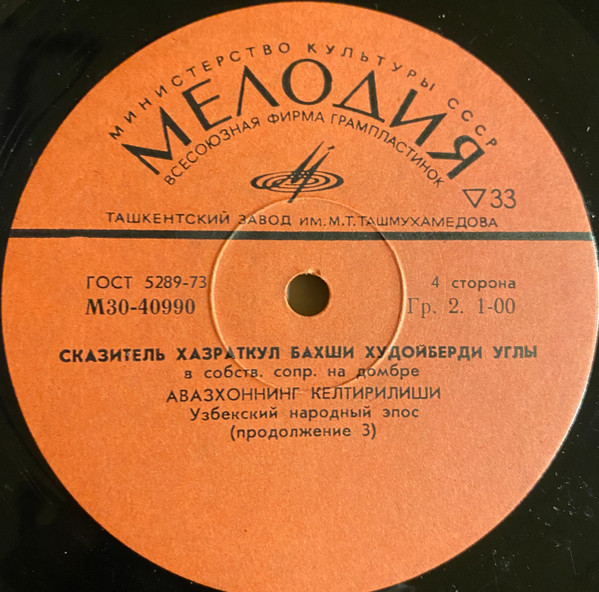 МИНИСТЕРСТВО КУЛЬТУРЫ СССР
МЕЛОДИЯ
ВСЕСОЮЗНАЯ ФИРМА ГРАМПЛАСТИНОК
▽33
ТАШКЕНТСКИЙ ЗАВОД ИМ.М.Т.ТАШМУХАМЕДОВА
ГОСТ 5289-73
4 сторона
М30-40990
Гр. 2. 1-00
СКАЗИТЕЛЬ ХАЗРАТКУЛ БАХШИ ХУДОЙБЕРДИ УГЛЫ
в собств. сопр. на домбре
АВАЗХОННИНГ КЕЛТИРИЛИШИ
Узбекский народный эпос
(продолжение 3)